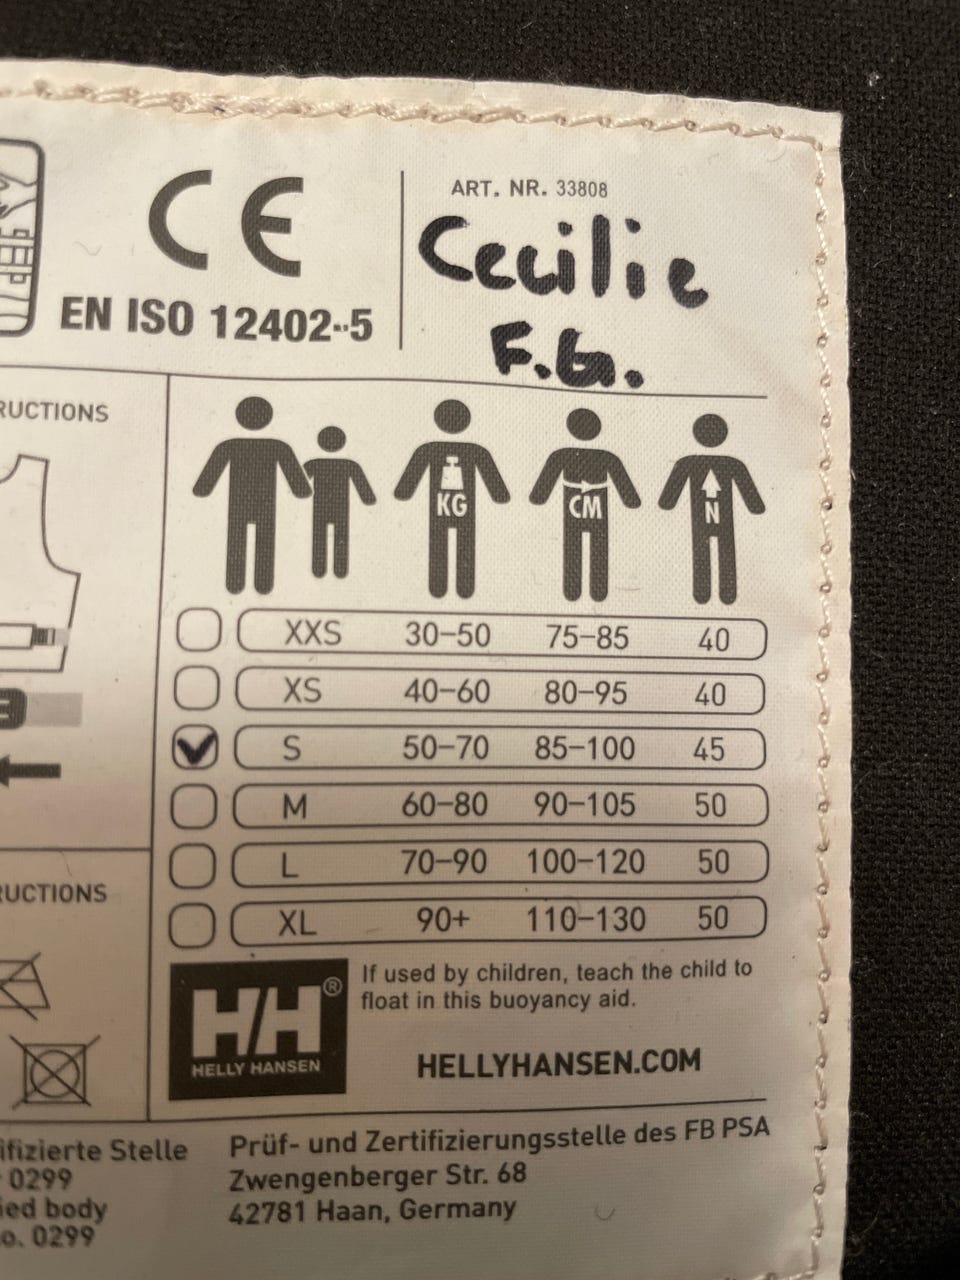 CE
EN ISO 12402-5
ART. NR. 33808
Cecilie
F.G.
RUCTIONS
KG CM N
XXS 30-50 75-85 40
XS 40-60 80-95 40
S 50-70 85-100 45
M 60-80 90-105 50
L 70-90 100-120 50
XL 90+ 110-130 50
RUCTIONS
HH®
HELLY HANSEN
If used by children, teach the child to
float in this buoyancy aid.
HELLYHANSEN.COM
ifizierte Stelle
0299
ied body
o. 0299
Prüf- und Zertifizierungsstelle des FB PSA
Zwengenberger Str. 68
42781 Haan, Germany